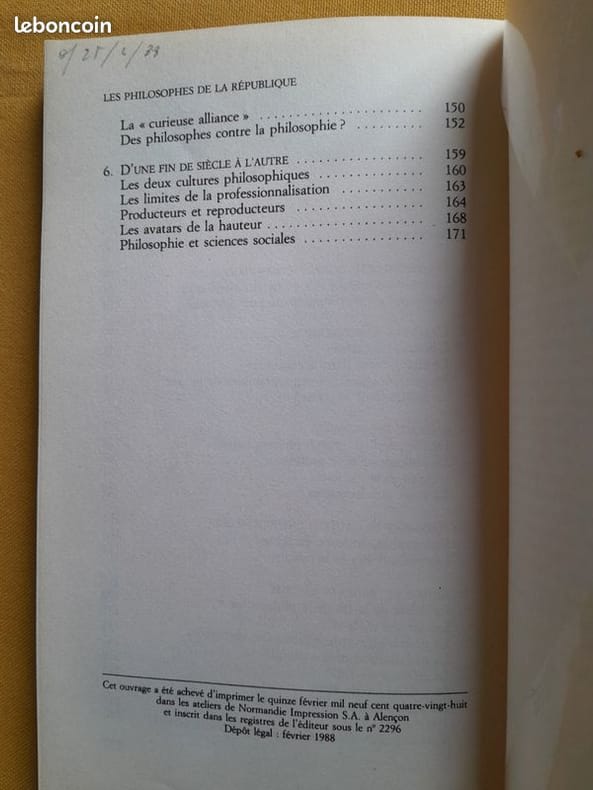 leboncoin
LES PHILOSOPHES DE LA RÉPUBLIQUE
La « curieuse alliance » . . . . . . . . . . . . . . . . . . . . . . 150
Des philosophes contre la philosophie ? . . . . . . . . . 152
6. D'UNE FIN DE SIÈCLE À L'AUTRE . . . . . . . . . . . . . . . . . 159
Les deux cultures philosophiques . . . . . . . . . . . . . . 160
Les limites de la professionnalisation . . . . . . . . . . . 163
Producteurs et reproducteurs . . . . . . . . . . . . . . . . . 164
Les avatars de la hauteur . . . . . . . . . . . . . . . . . . . . . 168
Philosophie et sciences sociales . . . . . . . . . . . . . . . . 171
Cet ouvrage a été achevé d'imprimer le quinze février mil neuf cent quatre-vingt-huit
dans les ateliers de Normandie Impression S.A. à Alençon
et inscrit dans les registres de l'éditeur sous le n° 2296
Dépôt légal : février 1988